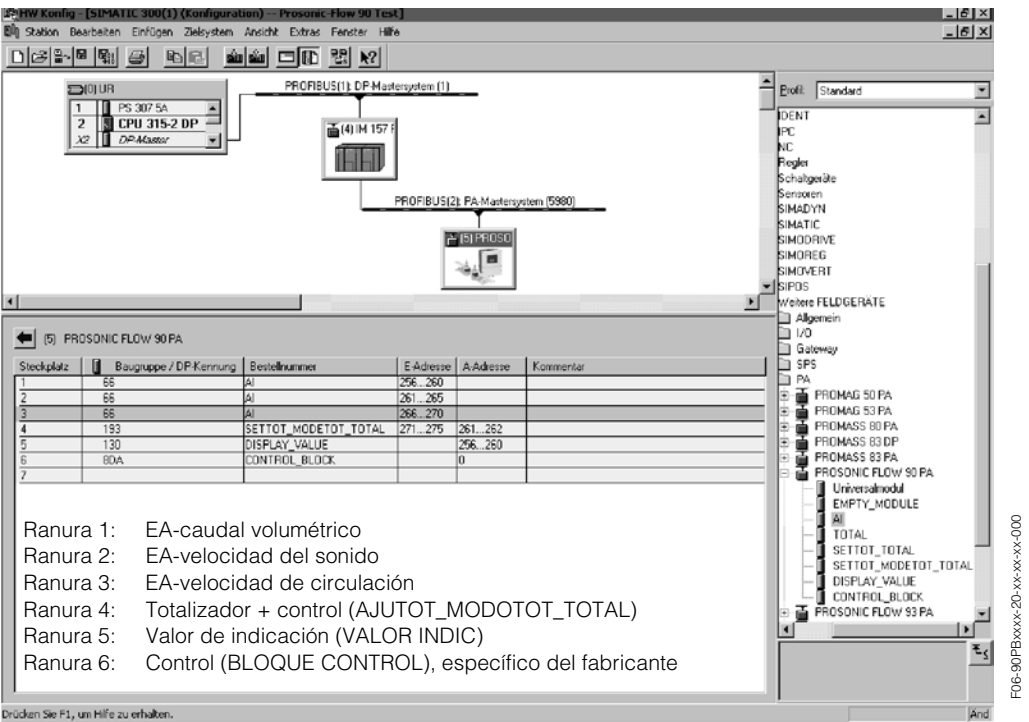 HW Konfig - [SIMATIC 300(1) (Konfiguration) -- Prosonic-Flow 90 Test]
Station Bearbeiten Einfügen Zielsystem Ansicht Extras Fenster Hilfe
(0) UR
1 PS 307 5A
2 CPU 315-2 DP
X2 DP-Master
PROFIBUS(1): DP-Mastersystem (1)
(4) IM 157 F
PROFIBUS(2): PA-Mastersystem (5980)
(5) PROSO
(5) PROSONIC FLOW 90 PA
Steckplatz Baugruppe / DP-Kennung Bestellnummer E-Adresse A-Adresse Kommentar
1 66 AI 256...260
2 66 AI 261...265
3 66 AI 266...270
4 193 SETTOT_MODETOT_TOTAL 271...275 261...262
5 130 DISPLAY_VALUE 256...260
6 8DA CONTROL_BLOCK 0
7
Ranura 1: EA-caudal volumétrico
Ranura 2: EA-velocidad del sonido
Ranura 3: EA-velocidad de circulación
Ranura 4: Totalizador + control (AJUTOT_MODOTOT_TOTAL)
Ranura 5: Valor de indicación (VALOR INDIC)
Ranura 6: Control (BLOQUE CONTROL), específico del fabricante
Profil: Standard
IDENT
IPC
NC
Regler
Schaltgeräte
Sensoren
SIMADYN
SIMATIC
SIMODRIVE
SIMOREG
SIMOVERT
SIPOS
Weitere FELDGERÄTE
Allgemein
I/O
Gateway
SPS
PA
PROMAG 50 PA
PROMAG 53 PA
PROMASS 80 PA
PROMASS 83 DP
PROMASS 83 PA
PROSONIC FLOW 90 PA
Universalmodul
EMPTY_MODULE
AI
TOTAL
SETTOT_TOTAL
SETTOT_MODETOT_TOTAL
DISPLAY_VALUE
CONTROL_BLOCK
PROSONIC FLOW 93 PA
Drücken Sie F1, um Hilfe zu erhalten.
Änd
F06-90PBxxxx-20-xx-xx-xx-000